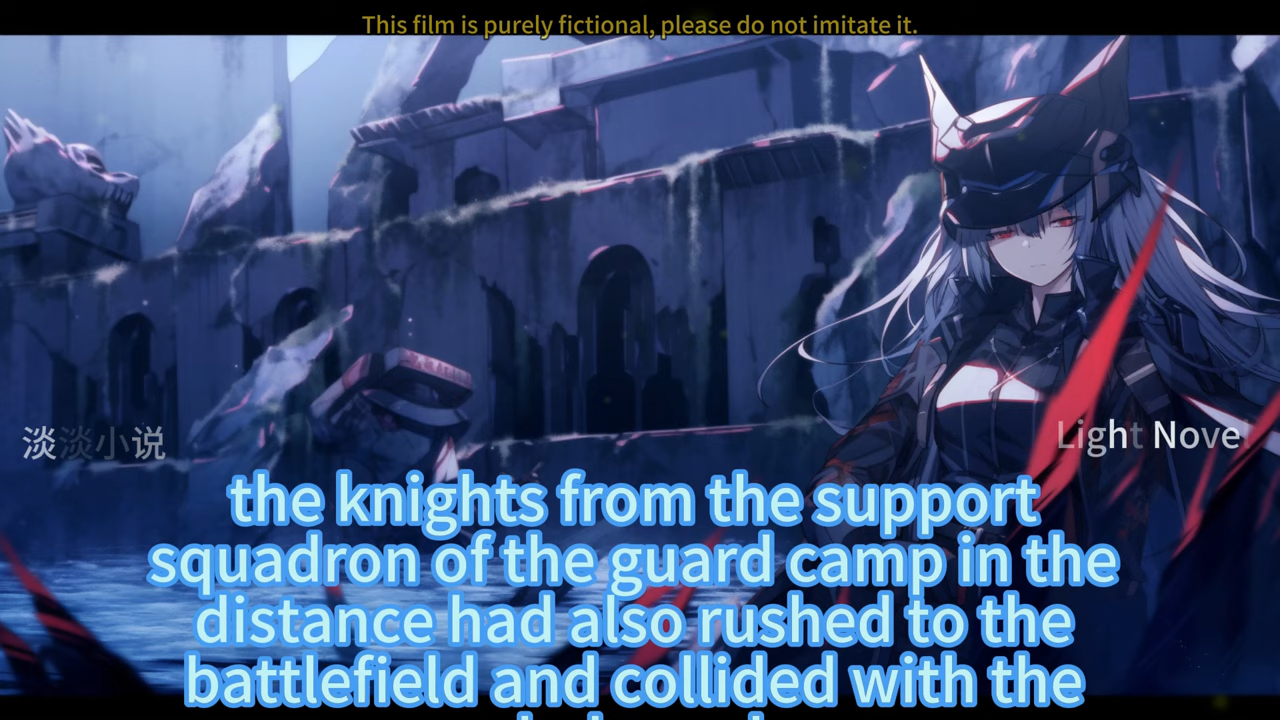 This film is purely fictional, please do not imitate it.
淡淡小说
Light Nove
the knights from the support
squadron of the guard camp in the
distance had also rushed to the
battlefield and collided with the